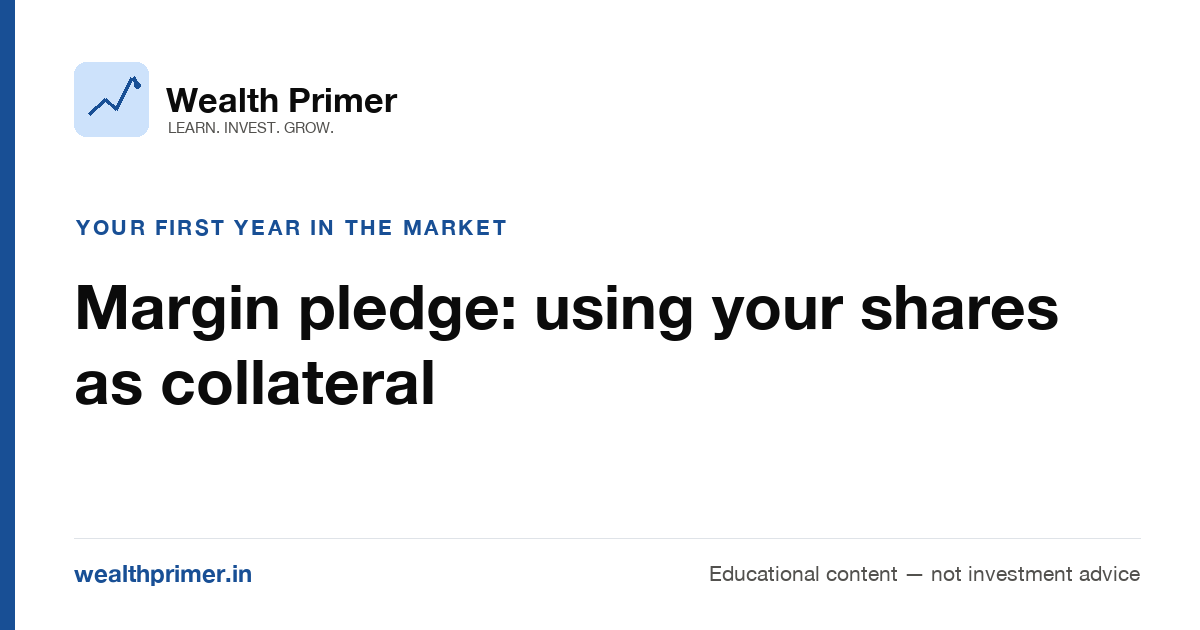 Wealth Primer
LEARN. INVEST. GROW.
YOUR FIRST YEAR IN THE MARKET
Margin pledge: using your shares
as collateral
wealthprimer.in
Educational content — not investment advice